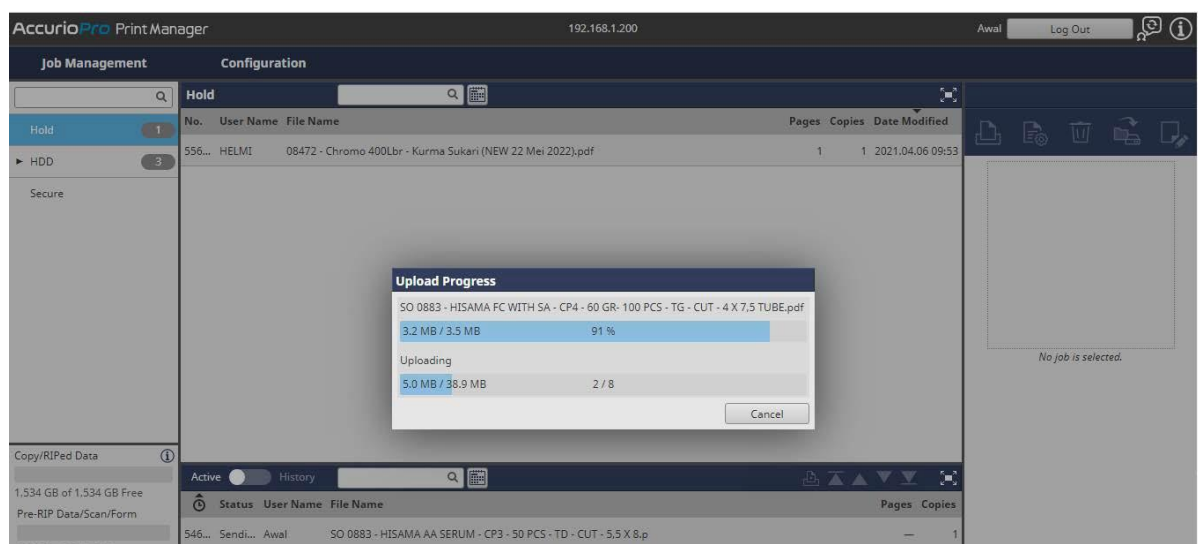 AccurioPro Print Manager 192.168.1.200 Awal Log Out
Job Management Configuration
Hold
No. User Name File Name Pages Copies Date Modified
Hold 1
556... HELMI 08472 - Chromo 400Lbr - Kurma Sukari (NEW 22 Mei 2022).pdf 1 1 2021.04.06 09:53
HDD 3
Secure
Upload Progress
SO 0883 - HISAMA FC WITH SA - CP4 - 60 GR- 100 PCS - TG - CUT - 4 X 7,5 TUBE.pdf
3.2 MB / 3.5 MB 91 %
Uploading
5.0 MB / 38.9 MB 2 / 8
Cancel
No job is selected.
Copy/RIPed Data
1.534 GB of 1.534 GB Free
Pre-RIP Data/Scan/Form
Active History
Status User Name File Name Pages Copies
546... Sendi... Awal SO 0883 - HISAMA AA SERUM - CP3 - 50 PCS - TD - CUT - 5,5 X 8.p — 1